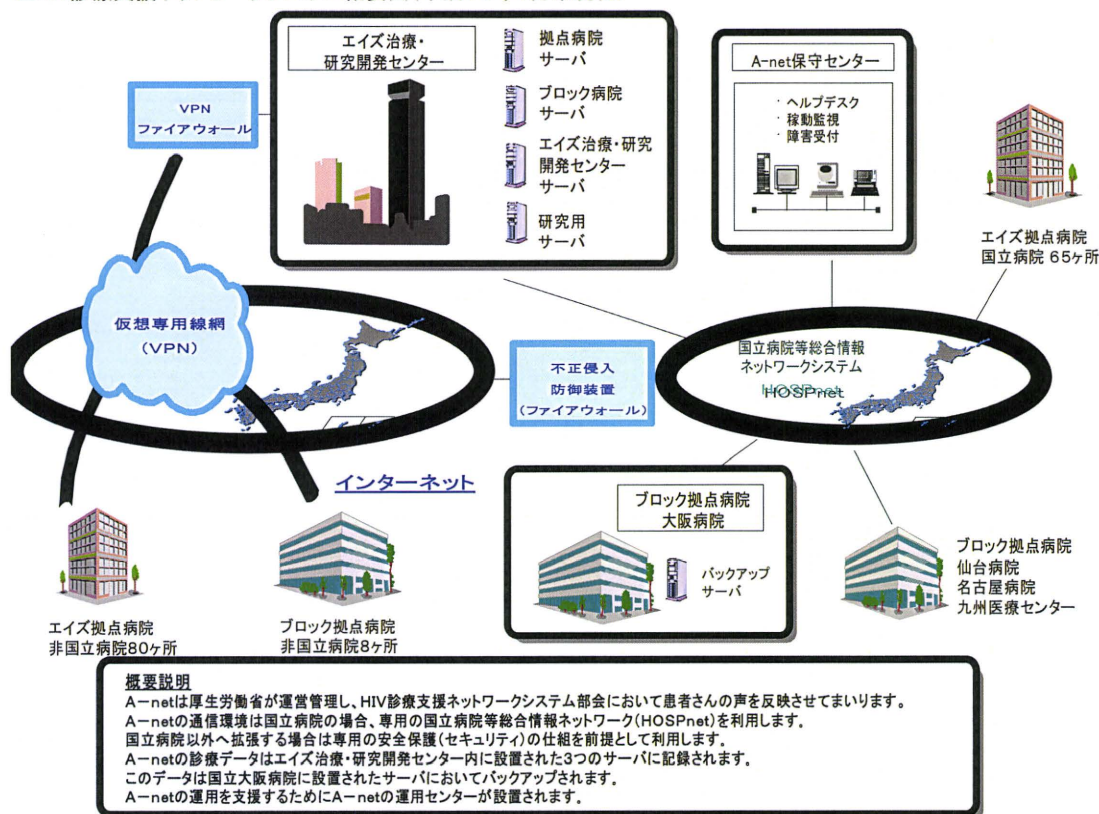 エイズ治療・
研究開発センター
拠点病院
サーバ
ブロック病院
サーバ
エイズ治療・研究
開発センター
サーバ
研究用
サーバ
A-net保守センター
・ヘルプデスク
・稼動監視
・障害受付
VPN
ファイアウォール
エイズ拠点病院
国立病院 65ヶ所
仮想専用線網
(VPN)
不正侵入
防御装置
(ファイアウォール)
国立病院等総合情報
ネットワークシステム
HOSPnet
インターネット
ブロック拠点病院
大阪病院
バックアップ
サーバ
ブロック拠点病院
仙台病院
名古屋病院
九州医療センター
エイズ拠点病院
非国立病院80ヶ所
ブロック拠点病院
非国立病院8ヶ所
概要説明
A-netは厚生労働省が運営管理し、HIV診療支援ネットワークシステム部会において患者さんの声を反映させてまいります。
A-netの通信環境は国立病院の場合、専用の国立病院等総合情報ネットワーク(HOSPnet)を利用します。
国立病院以外へ拡張する場合は専用の安全保護(セキュリティ)の仕組を前提として利用します。
A-netの診療データはエイズ治療・研究開発センター内に設置された3つのサーバに記録されます。
このデータは国立大阪病院に設置されたサーバにおいてバックアップされます。
A-netの運用を支援するためにA-netの運用センターが設置されます。